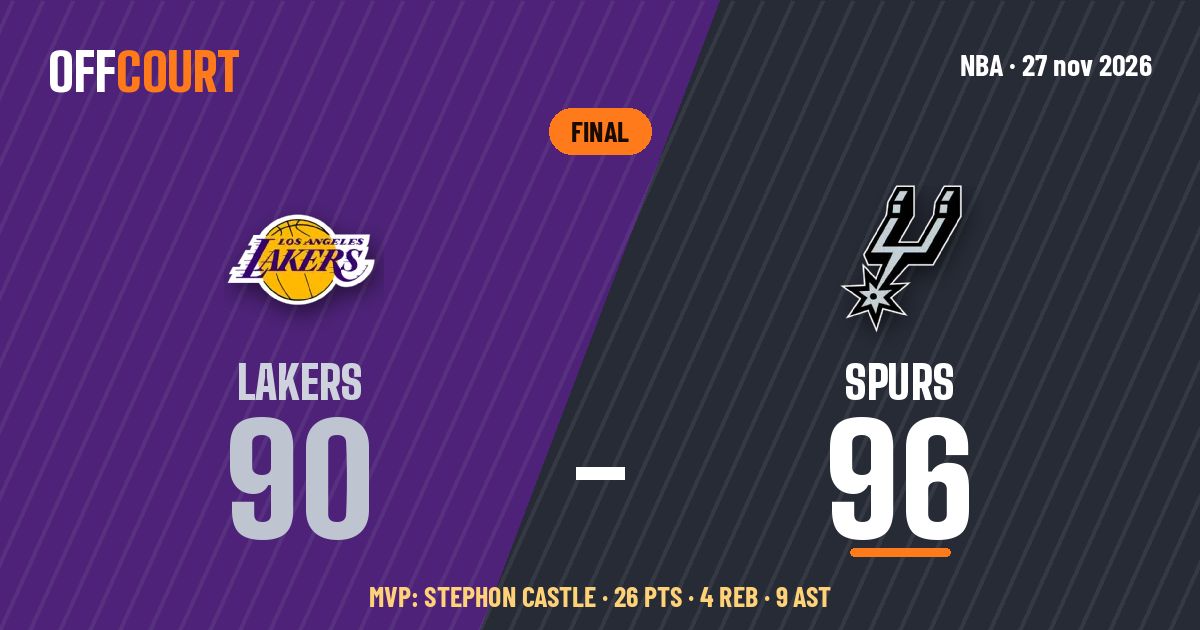 OFFCOURT
NBA · 27 nov 2026
FINAL
LOS ANGELES
LAKERS
LAKERS
SPURS
90
–
96
MVP: STEPHON CASTLE · 26 PTS · 4 REB · 9 AST